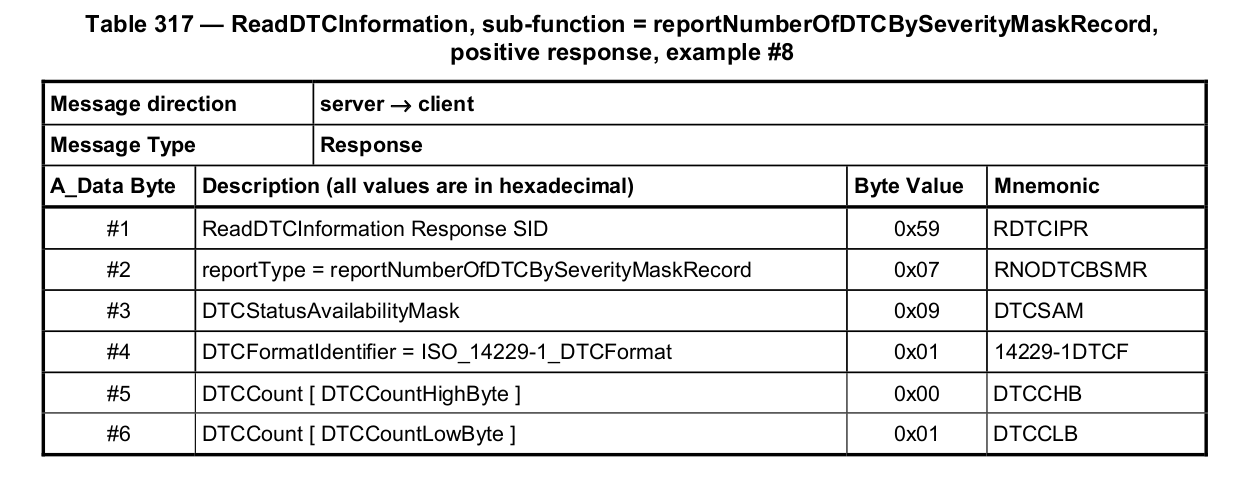 Table 317 — ReadDTCInformation, sub-function = reportNumberOfDTCBySeverityMaskRecord,
positive response, example #8
Message direction server → client
Message Type Response
A_Data Byte Description (all values are in hexadecimal) Byte Value Mnemonic
#1 ReadDTCInformation Response SID 0x59 RDTCIPR
#2 reportType = reportNumberOfDTCBySeverityMaskRecord 0x07 RNODTCBSMR
#3 DTCStatusAvailabilityMask 0x09 DTCSAM
#4 DTCFormatIdentifier = ISO_14229-1_DTCFormat 0x01 14229-1DTCF
#5 DTCCount [ DTCCountHighByte ] 0x00 DTCCHB
#6 DTCCount [ DTCCountLowByte ] 0x01 DTCCLB